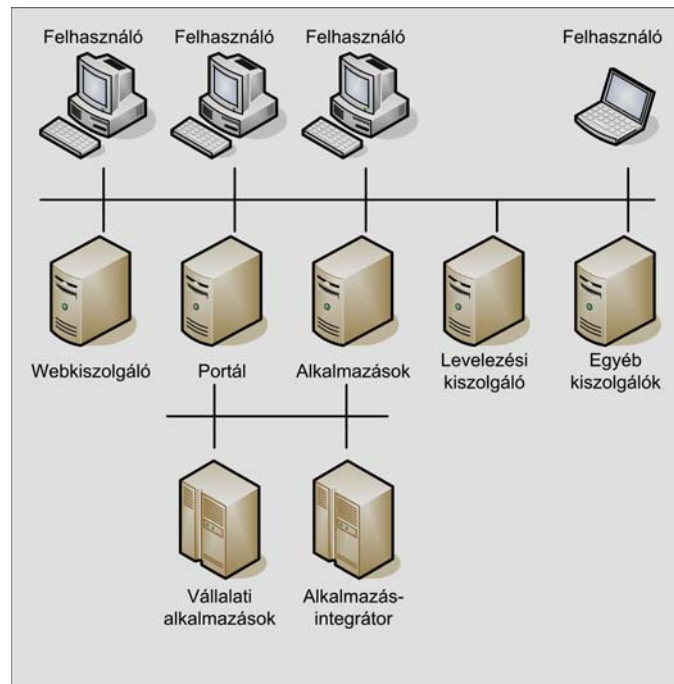 Felhasználó Felhasználó Felhasználó Felhasználó
Webkiszolgáló Portál Alkalmazások Levelezési
kiszolgáló Egyéb
kiszolgálók
Vállalati
alkalmazások Alkalmazás-
integrátor